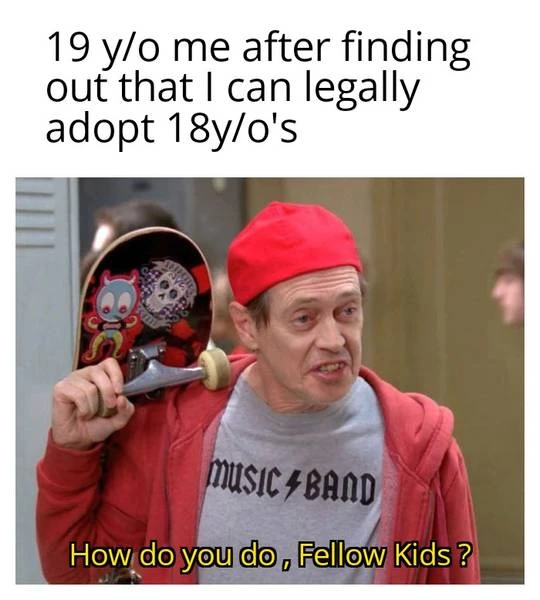 19 y/o me after finding
out that I can legally
adopt 18y/o's
MUSIC⚡BAND
How do you do , Fellow Kids ?